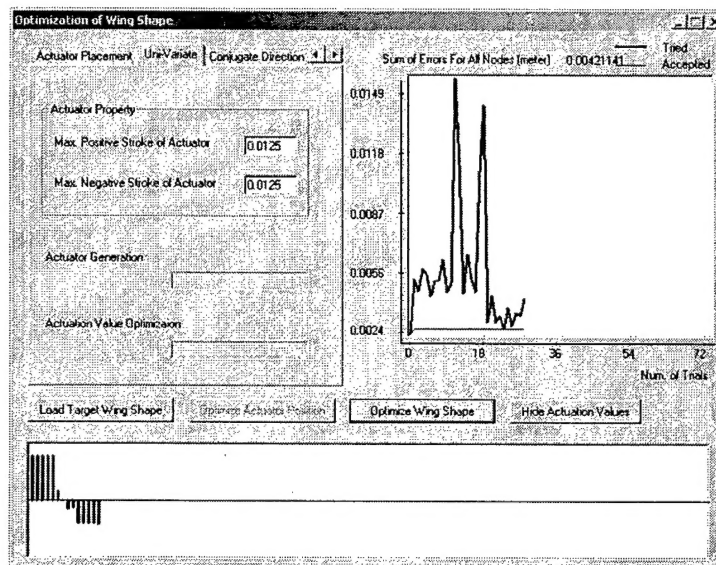 Optimization of Wing Shape
Actuator Placement Uni-Variate Conjugate Direction
Actuator Property
Max. Positive Stroke of Actuator 0.0125
Max. Negative Stroke of Actuator 0.0125
Actuator Generation
Actuation Value Optimizaion
Sum of Errors For All Nodes (meter) 0.00421141
Tried
Accepted
0.0149
0.0118
0.0087
0.0056
0.0024
0 18 36 54 72
Num. of Trials
Load Target Wing Shape Optimize Actuator Position Optimize Wing Shape Hide Actuation Values